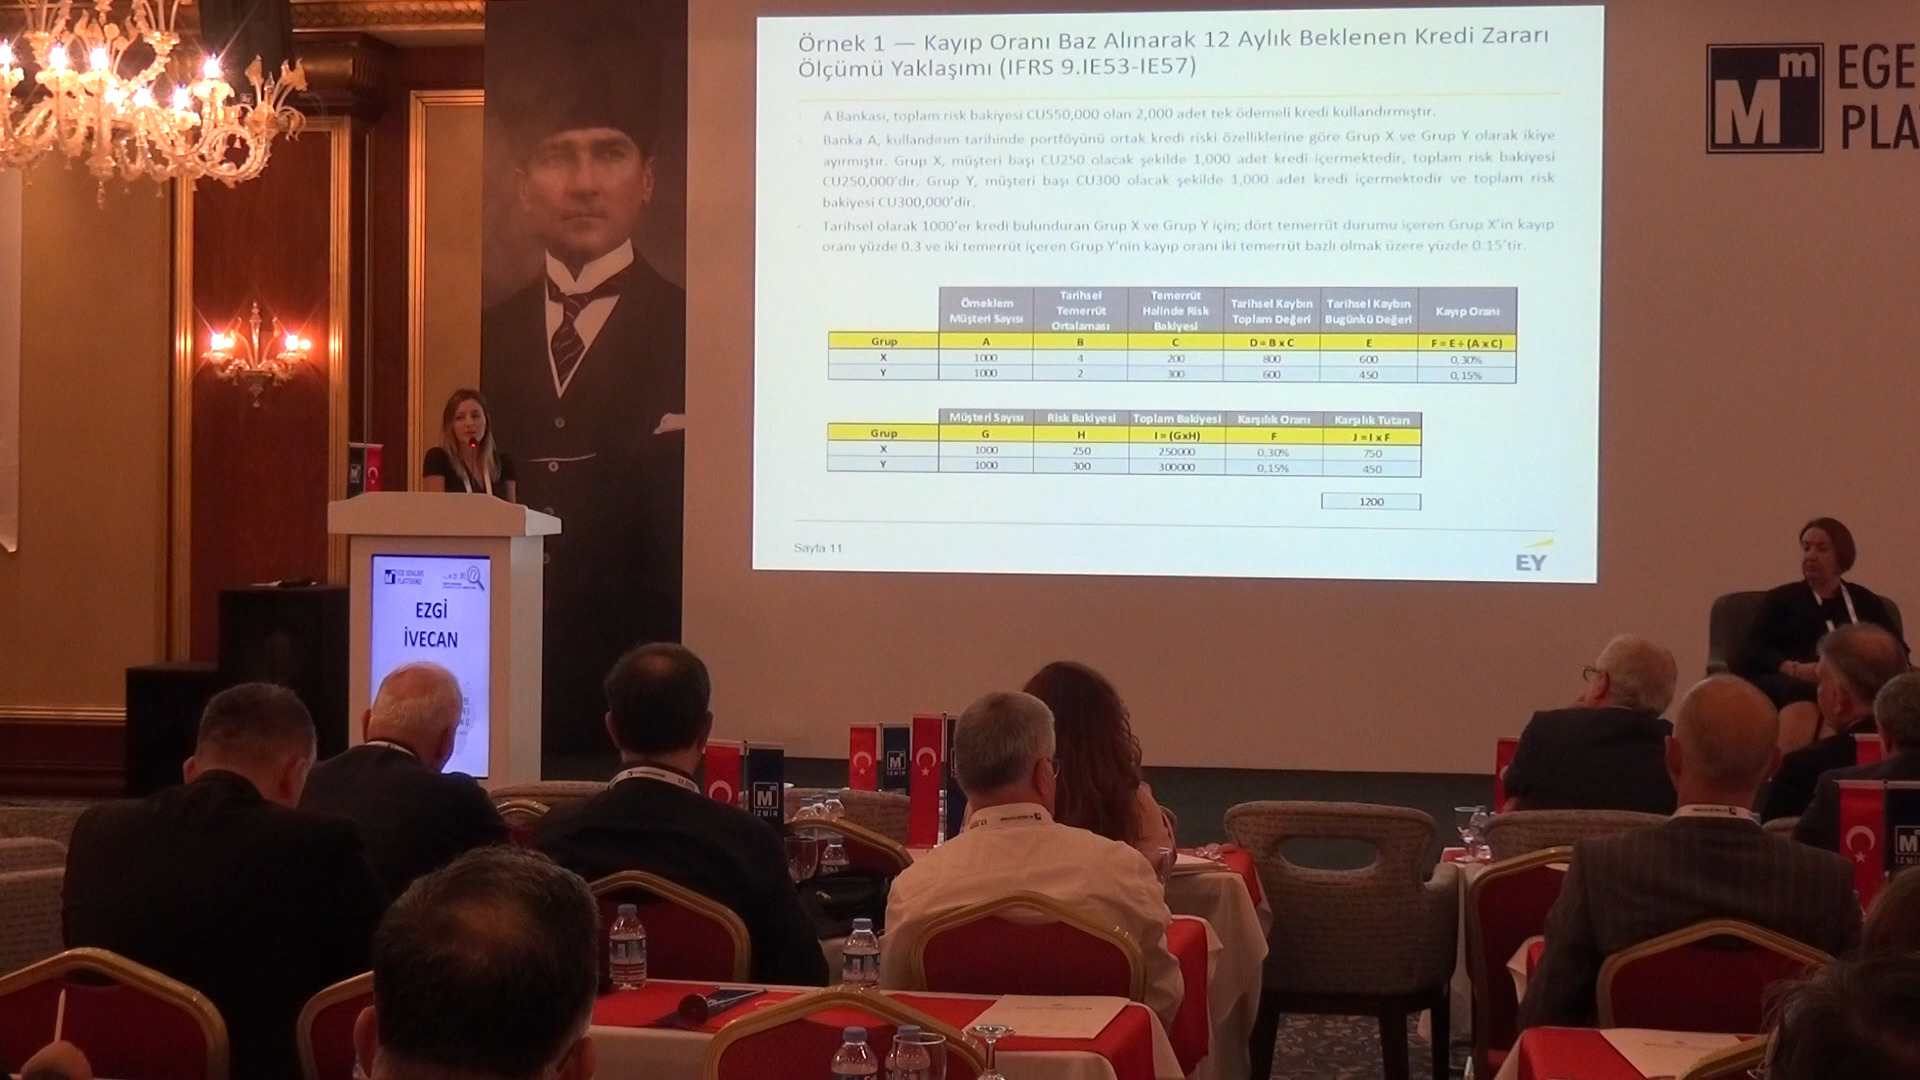 Örnek 1 — Kayıp Oranı Baz Alınarak 12 Aylık Beklenen Kredi Zararı
Ölçümü Yaklaşımı (IFRS 9.IE53-IE57)
A Bankası, toplam risk bakiyesi CU550,000 olan 2,000 adet tek ödemeli kredi kullandırmıştır.
Banka A, kullandırım tarihinde portföyünü ortak kredi riski özelliklerine göre Grup X ve Grup Y olarak ikiye
ayırmıştır. Grup X, müşteri başı CU250 olacak şekilde 1,000 adet kredi içermektedir, toplam risk bakiyesi
CU250,000'dir. Grup Y, müşteri başı CU300 olacak şekilde 1,000 adet kredi içermektedir ve toplam risk
bakiyesi CU300,000'dir.
Tarihsel olarak 1000'er kredi bulunduran Grup X ve Grup Y için; dört temerrüt durumu içeren Grup X'in kayıp
oranı yüzde 0.3 ve iki temerrüt içeren Grup Y'nin kayıp oranı iki temerrüt bazlı olmak üzere yüzde 0.15'tir.
Örneklem Müşteri Sayısı Tarihsel Temerrüt Ortalaması Temerrüt Halinde Risk Bakiyesi Tarihsel Kaybın Toplam Değeri Tarihsel Kaybın Bugünkü Değeri Kayıp Oranı
Grup A B C D = B x C E F = E ÷ (A x C)
X 1000 4 200 800 600 0,30%
Y 1000 2 300 600 450 0,15%
Müşteri Sayısı Risk Bakiyesi Toplam Bakiyesi Karşılık Oranı Karşılık Tutarı
Grup G H I = (GxH) F J = I x F
X 1000 250 250000 0,30% 750
Y 1000 300 300000 0,15% 450
1200
Sayfa 11
EY
Mm
EGE
PLA
EGE ODALARI
PLATFORMU
EZGİ
İVECAN
M
İZMİR
M
İZMİR
M
İZMİR